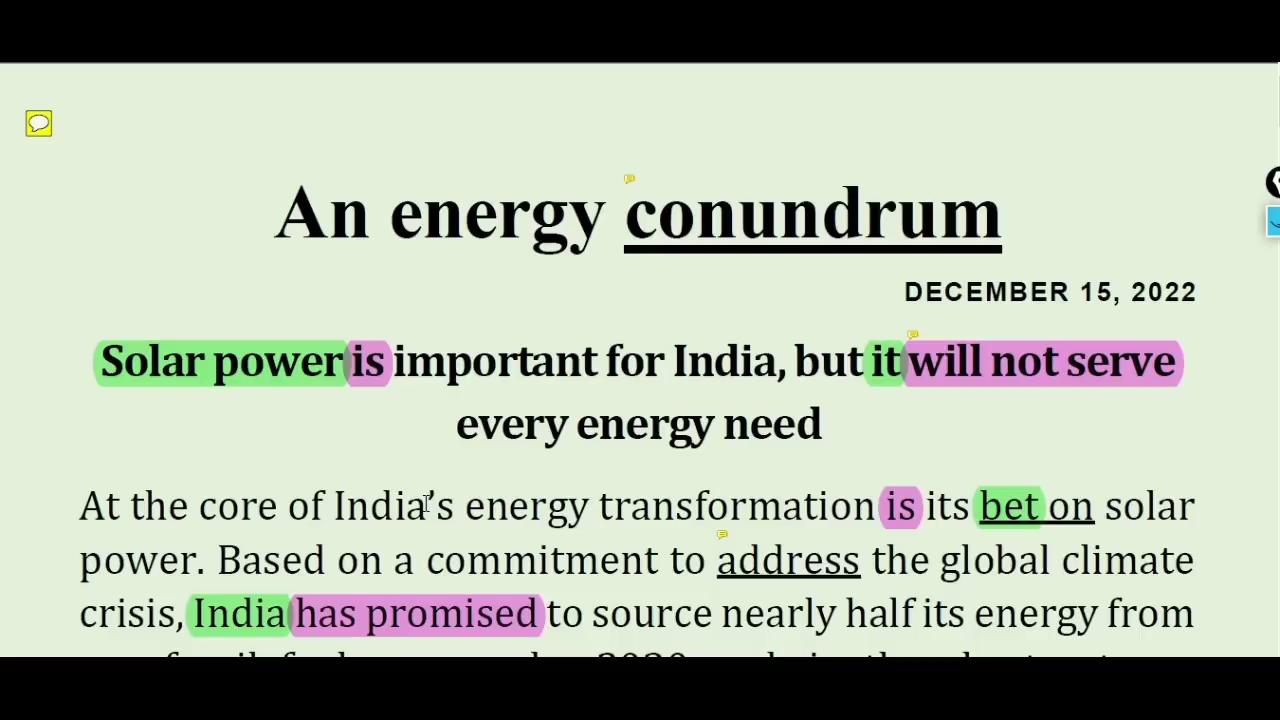 An energy conundrum
DECEMBER 15, 2022
Solar power is important for India, but it will not serve
every energy need
At the core of India’s energy transformation is its bet on solar
power. Based on a commitment to address the global climate
crisis, India has promised to source nearly half its energy from